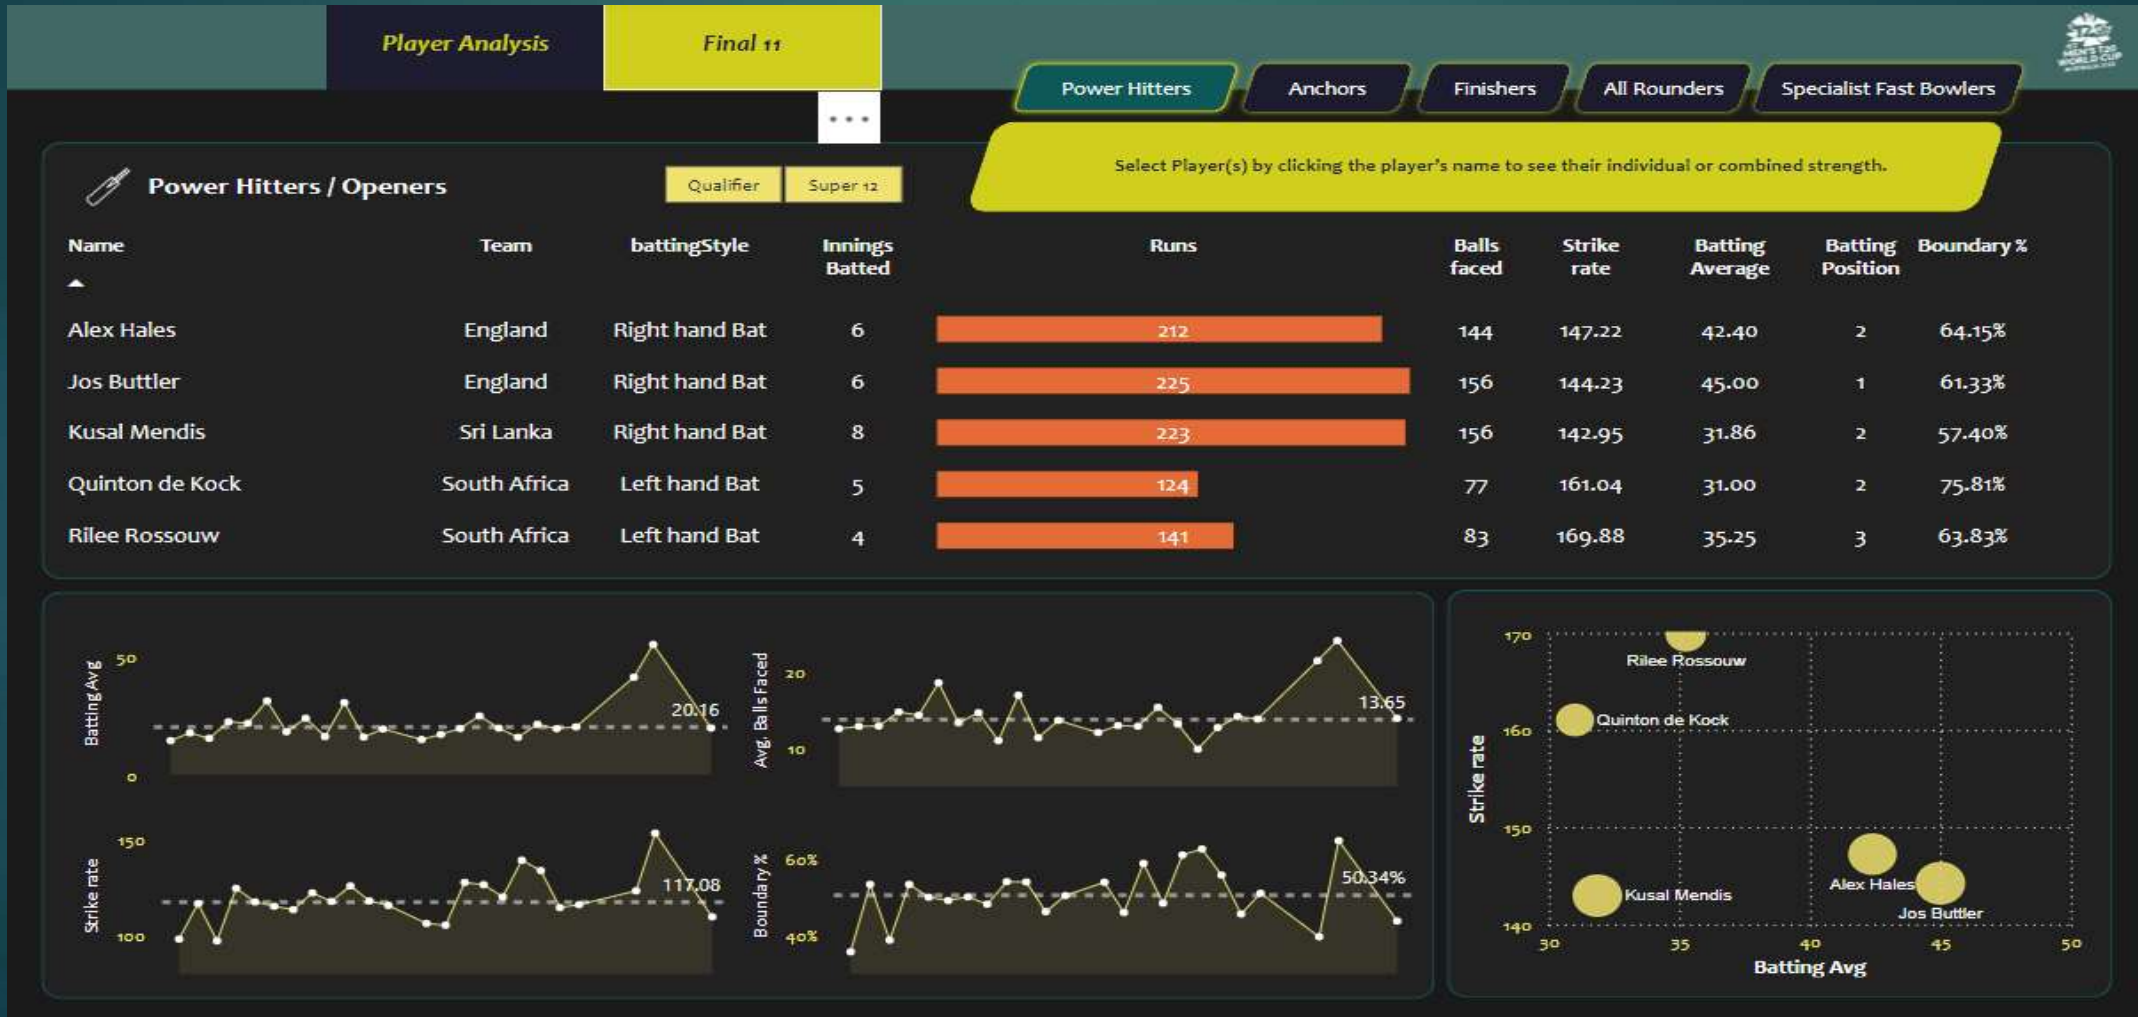 Player Analysis
Final 11
MEN'S T20
WORLD CUP
Power Hitters
Anchors
Finishers
All Rounders
Specialist Fast Bowlers
Select Player(s) by clicking the player's name to see their individual or combined strength.
Power Hitters / Openers
Qualifier
Super 12
Name Team battingStyle Innings Batted Runs Balls faced Strike rate Batting Average Batting Position Boundary %
Alex Hales England Right hand Bat 6 212 144 147.22 42.40 2 64.15%
Jos Buttler England Right hand Bat 6 225 156 144.23 45.00 1 61.33%
Kusal Mendis Sri Lanka Right hand Bat 8 223 156 142.95 31.86 2 57.40%
Quinton de Kock South Africa Left hand Bat 5 124 77 161.04 31.00 2 75.81%
Rilee Rossouw South Africa Left hand Bat 4 141 83 169.88 35.25 3 63.83%
Batting Avg
50
0
20.16
Avg. Balls Faced
20
10
13.65
Strike rate
150
100
117.08
Boundary %
60%
40%
50.34%
Strike rate
170
160
150
140
Rilee Rossouw
Quinton de Kock
Kusal Mendis
Alex Hales
Jos Buttler
30 35 40 45 50
Batting Avg